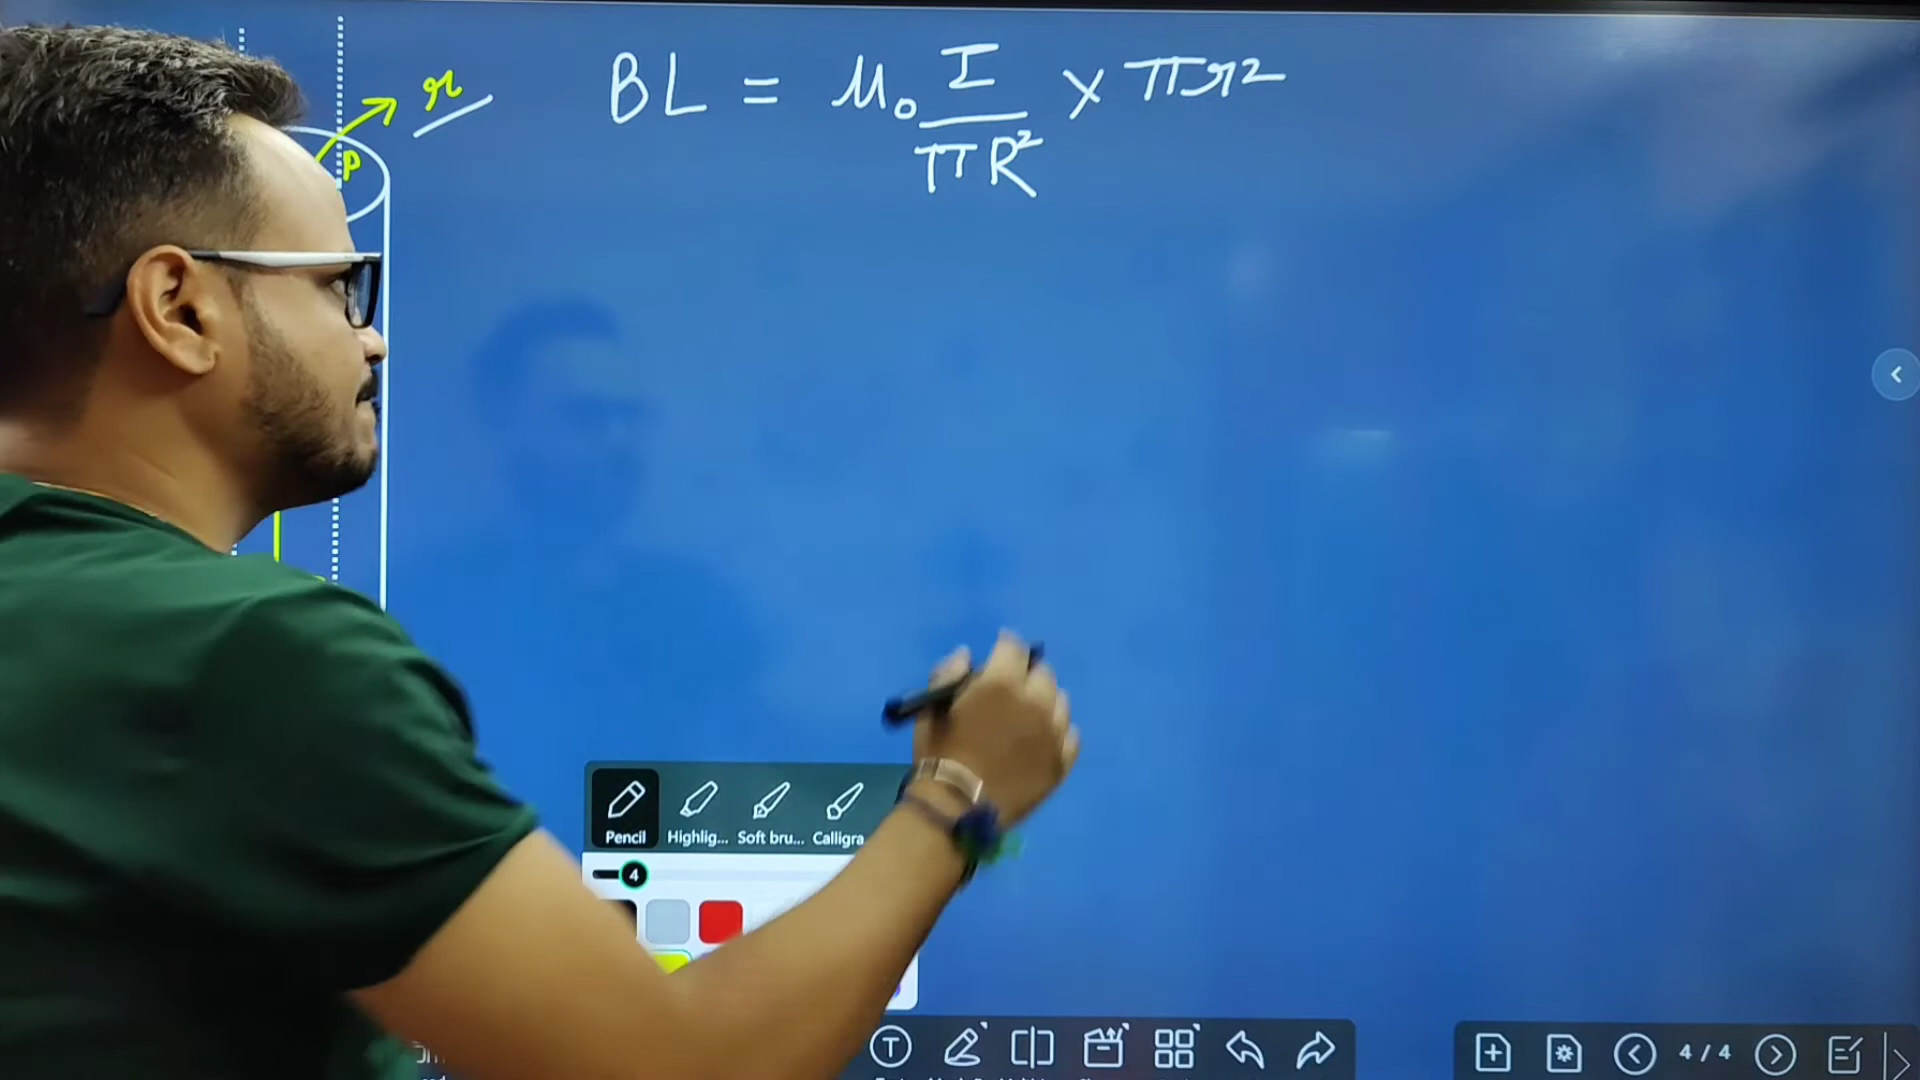 r
BL = μ₀ I/πR² × πr²
P
Pencil Highlig... Soft bru... Calligra
4
T
4 / 4